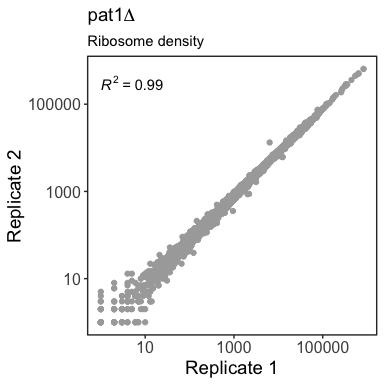 pat1Δ
Ribosome density
R² = 0.99
100000
1000
10
Replicate 2
10 1000 100000
Replicate 1